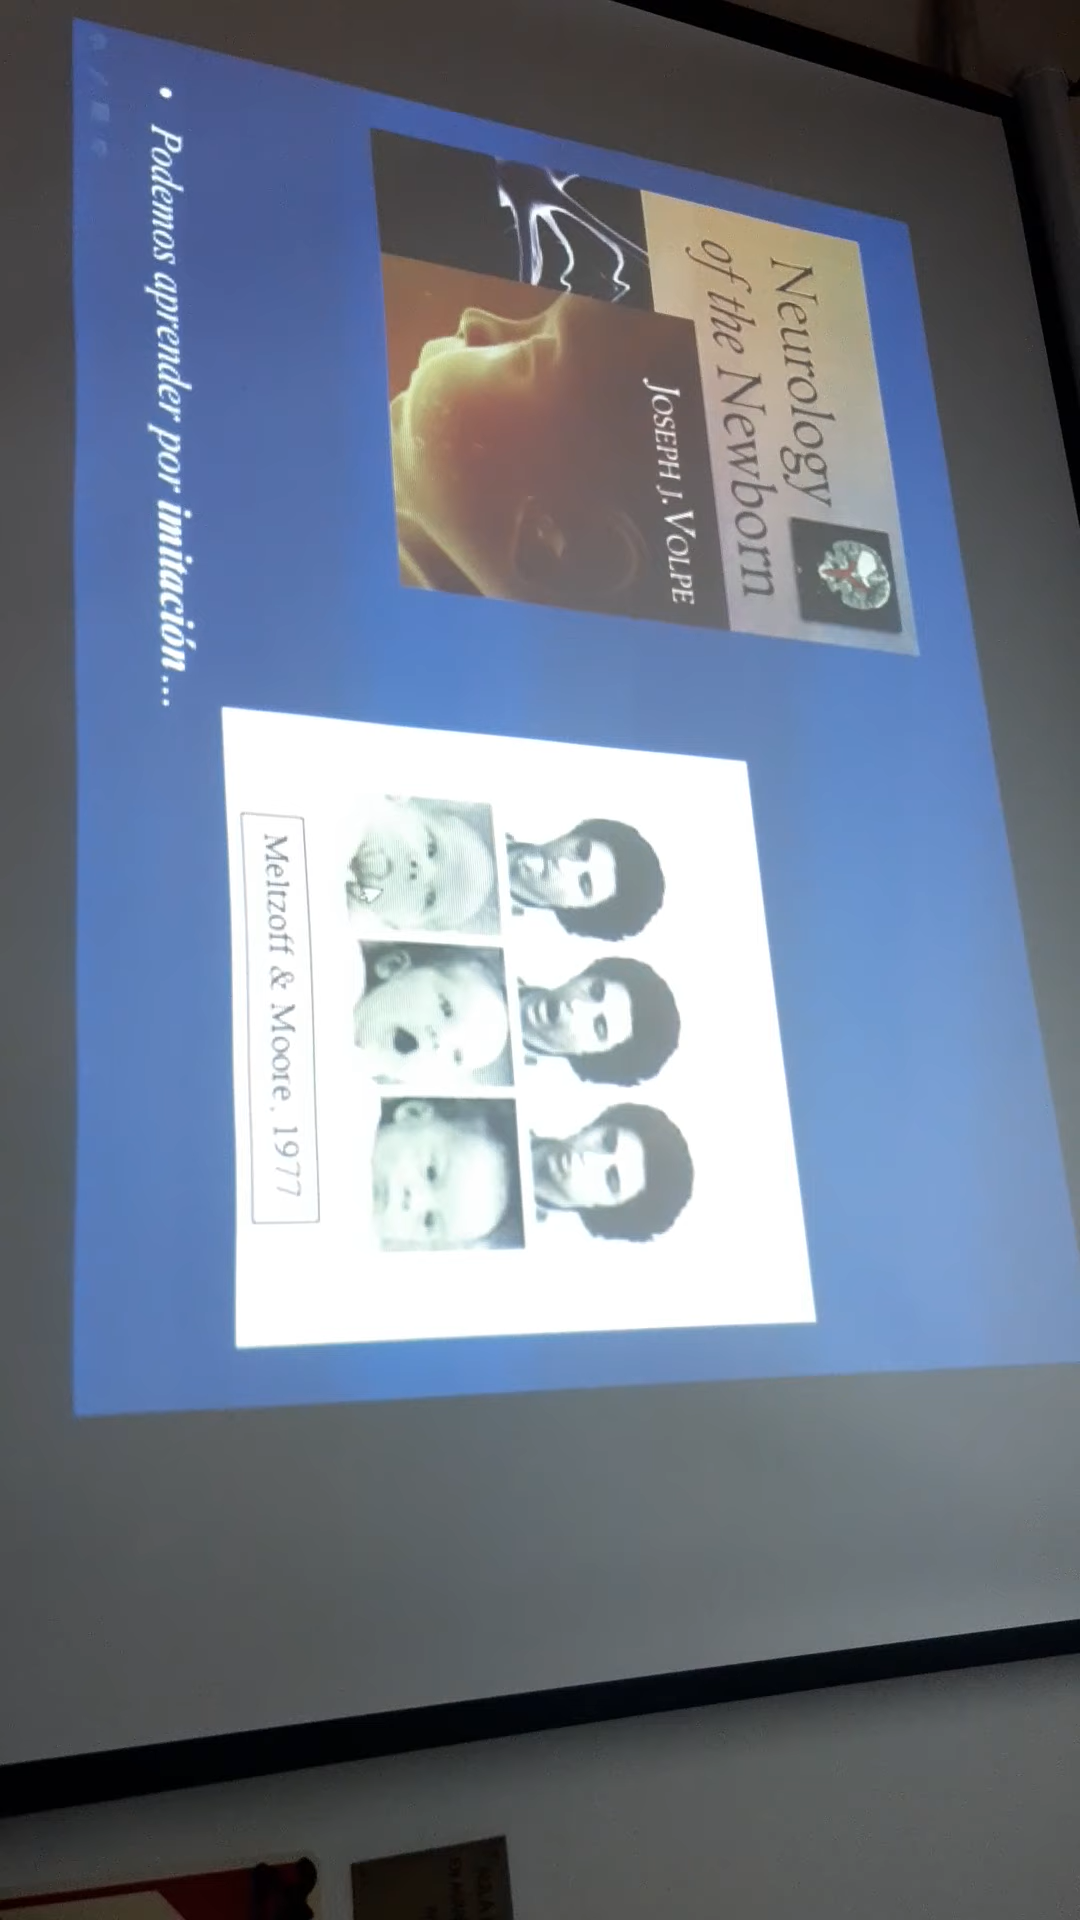 Neurology
of the Newborn
JOSEPH J. VOLPE
Meltzoff & Moore, 1977
• Podemos aprender por imitación...